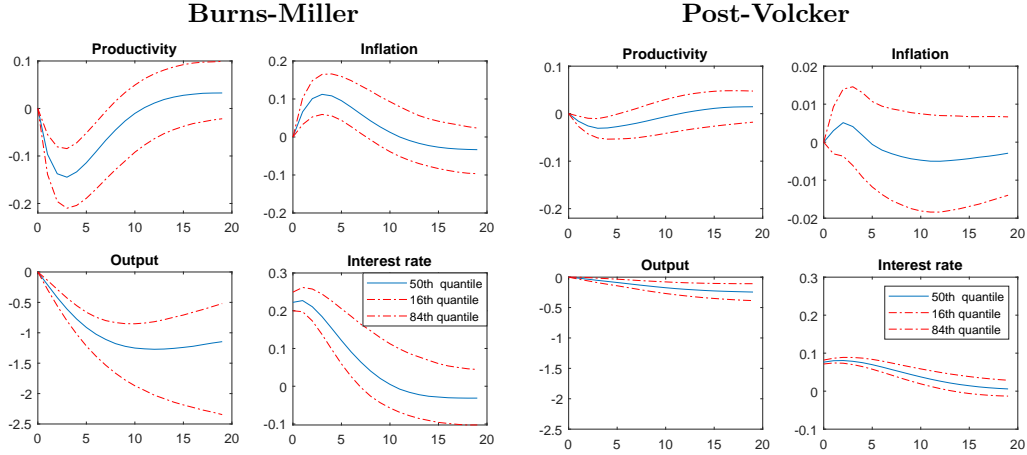 Burns-Miller
Post-Volcker
Productivity
0.1
0
-0.1
-0.2
0 5 10 15 20
Inflation
0.2
0.1
0
-0.1
-0.2
0 5 10 15 20
Productivity
0.1
0
-0.1
-0.2
0 5 10 15 20
Inflation
0.02
0.01
0
-0.01
-0.02
0 5 10 15 20
Output
0
-0.5
-1.0
-1.5
-2.0
-2.5
0 5 10 15 20
Interest rate
0.3
0.2
0.1
0
-0.1
0 5 10 15 20
50th quantile
16th quantile
84th quantile
Output
0
-0.5
-1.0
-1.5
-2.0
-2.5
0 5 10 15 20
Interest rate
0.3
0.2
0.1
0
-0.1
0 5 10 15 20
50th quantile
16th quantile
84th quantile